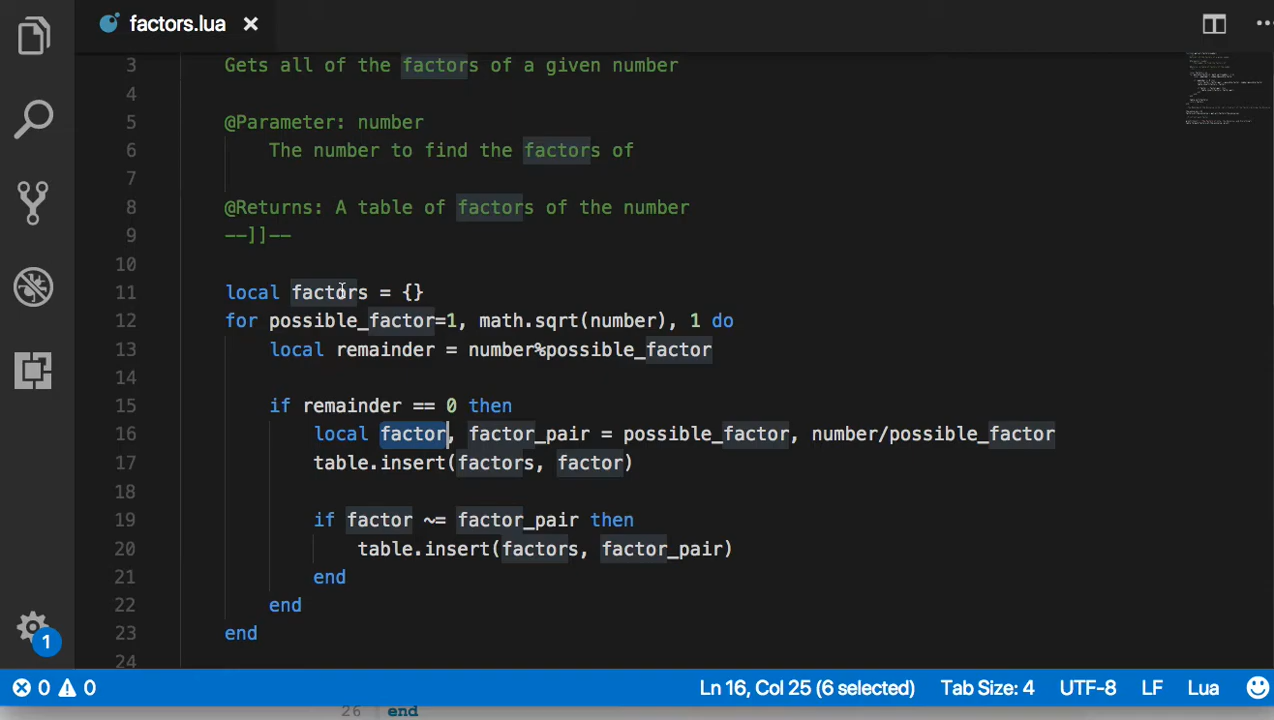 factors.lua
3 Gets all of the factors of a given number
4
5 @Parameter: number
6 The number to find the factors of
7
8 @Returns: A table of factors of the number
9 --]]--
10
11 local factors = {}
12 for possible_factor=1, math.sqrt(number), 1 do
13 local remainder = number%possible_factor
14
15 if remainder == 0 then
16 local factor, factor_pair = possible_factor, number/possible_factor
17 table.insert(factors, factor)
18
19 if factor ~= factor_pair then
20 table.insert(factors, factor_pair)
21 end
22 end
23 end
24
1
0 0 Ln 16, Col 25 (6 selected) Tab Size: 4 UTF-8 LF Lua
26 end